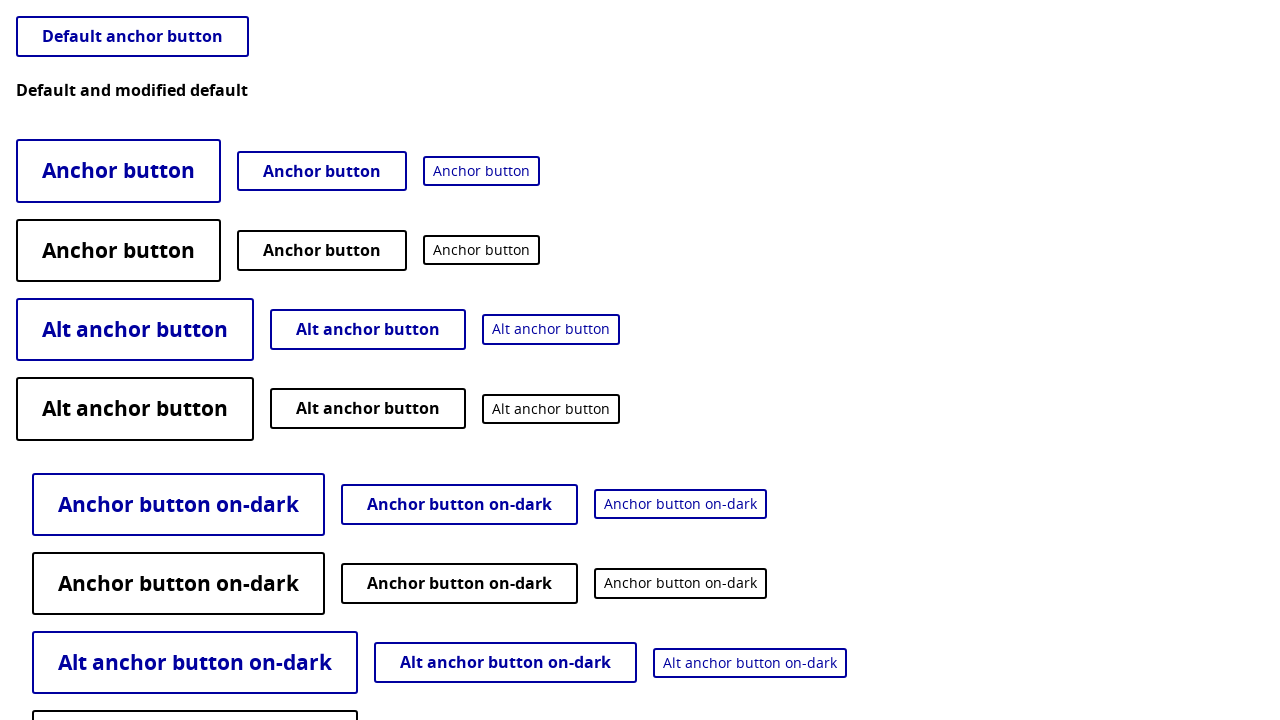 Default anchor button
Default and modified default
Anchor button Anchor button Anchor button
Anchor button Anchor button Anchor button
Alt anchor button Alt anchor button Alt anchor button
Alt anchor button Alt anchor button Alt anchor button
Anchor button on-dark Anchor button on-dark Anchor button on-dark
Anchor button on-dark Anchor button on-dark Anchor button on-dark
Alt anchor button on-dark Alt anchor button on-dark Alt anchor button on-dark